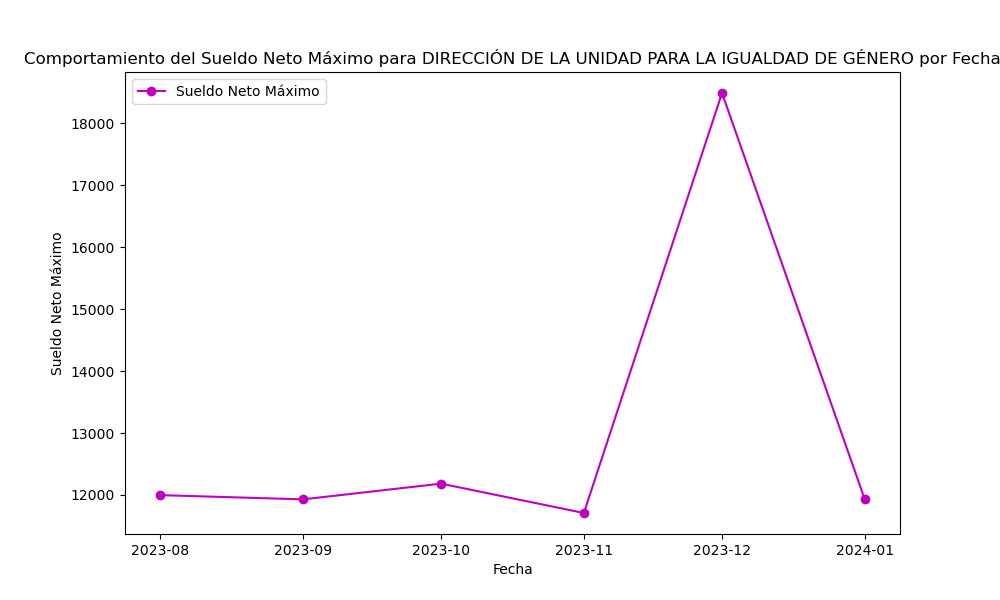 Comportamiento del Sueldo Neto Máximo para DIRECCIÓN DE LA UNIDAD PARA LA IGUALDAD DE GÉNERO por Fecha
Sueldo Neto Máximo
18000
17000
16000
15000
14000
13000
12000
Sueldo Neto Máximo
2023-08 2023-09 2023-10 2023-11 2023-12 2024-01
Fecha